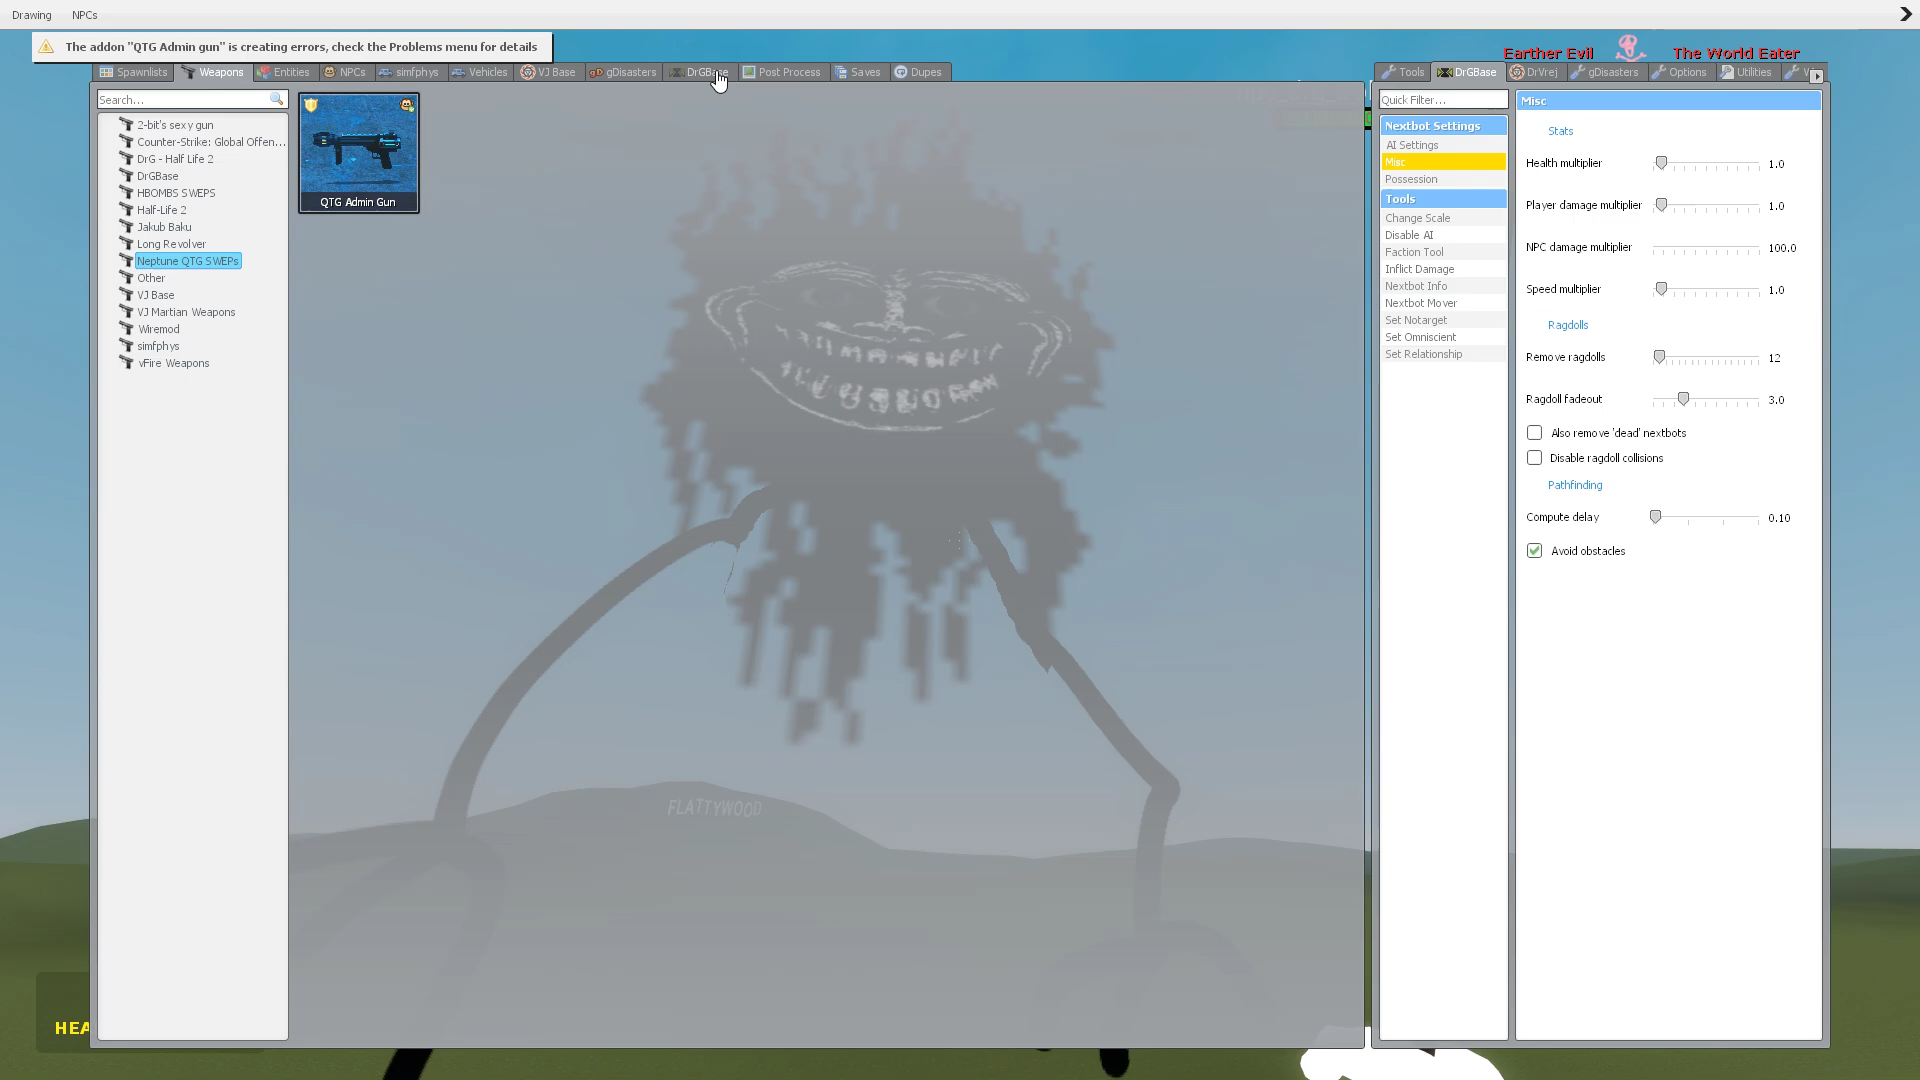 Drawing NPCs
The addon "QTG Admin gun" is creating errors, check the Problems menu for details
Earther Evil The World Eater
Spawnlists Weapons Entities NPCs simfphys Vehicles VJ Base gDisasters DrGBase Post Process Saves Dupes
Tools DrGBase DrVrej gDisasters Options Utilities
Search...
2-bit's sexy gun
Counter-Strike: Global Offen...
DrG - Half Life 2
DrGBase
HBOMBS SWEPS
Half-Life 2
Jakub Baku
Long Revolver
Neptune QTG SWEPs
Other
VJ Base
VJ Martian Weapons
Wiremod
simfphys
vFire Weapons
QTG Admin Gun
FLATTYWOOD
HEA
Quick Filter...
Nextbot Settings
AI Settings
Misc
Possession
Tools
Change Scale
Disable AI
Faction Tool
Inflict Damage
Nextbot Info
Nextbot Mover
Set Notarget
Set Omniscient
Set Relationship
Misc
Stats
Health multiplier 1.0
Player damage multiplier 1.0
NPC damage multiplier 100.0
Speed multiplier 1.0
Ragdolls
Remove ragdolls 12
Ragdoll fadeout 3.0
Also remove 'dead' nextbots
Disable ragdoll collisions
Pathfinding
Compute delay 0.10
Avoid obstacles